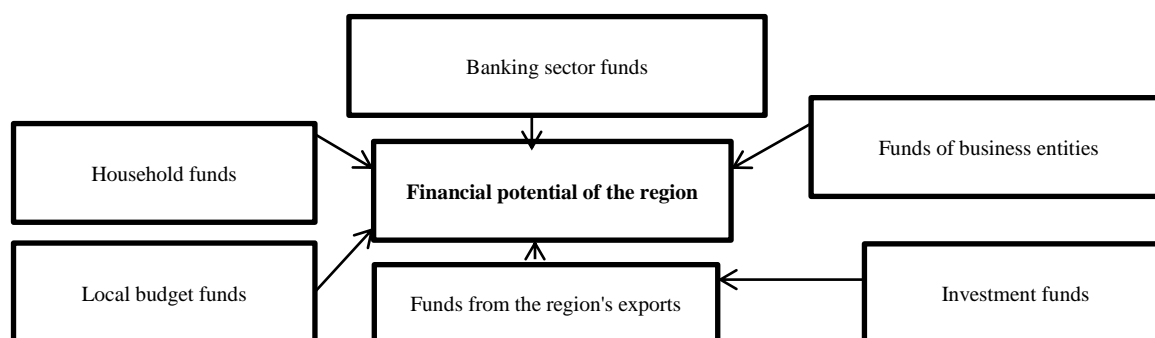 Banking sector funds
Funds of business entities
Household funds
Financial potential of the region
Local budget funds
Funds from the region's exports
Investment funds